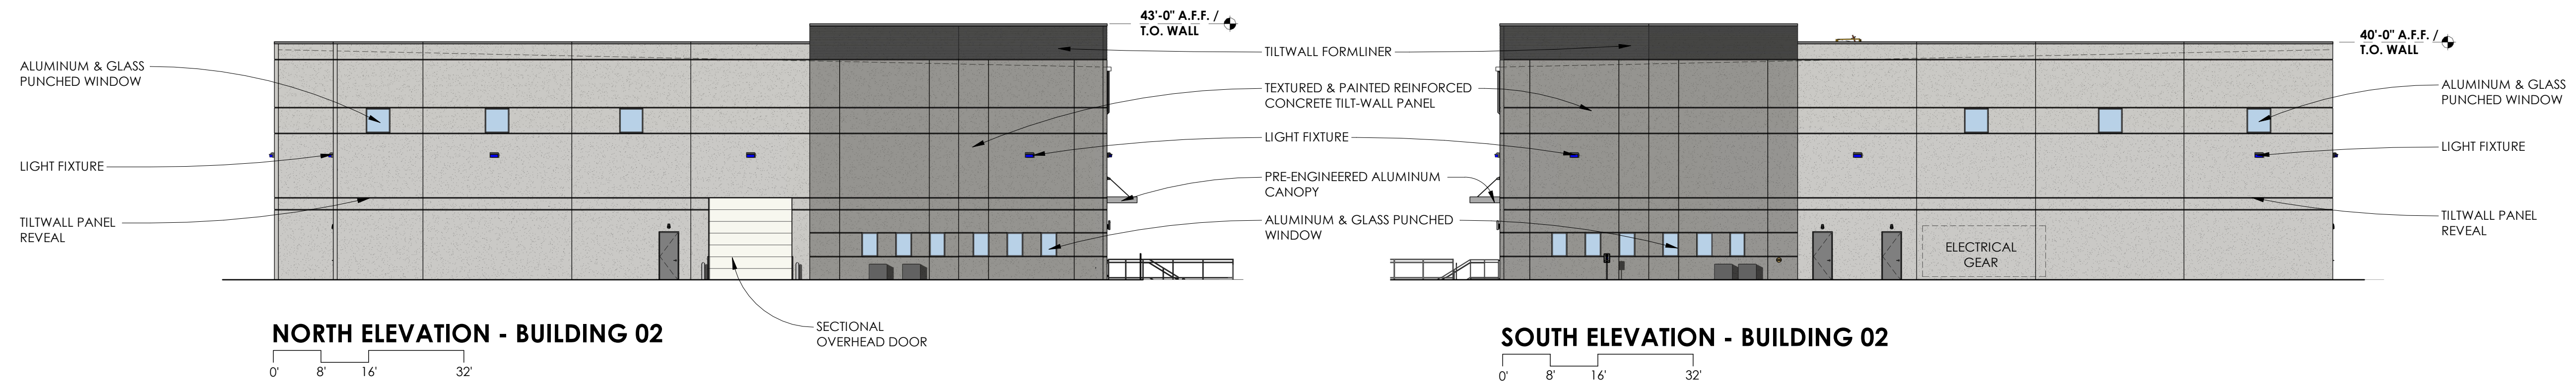 43'-0" A.F.F. /
T.O. WALL
40'-0" A.F.F. /
T.O. WALL
ALUMINUM & GLASS
PUNCHED WINDOW
LIGHT FIXTURE
TILTWALL PANEL
REVEAL
TILTWALL FORMLINER
TEXTURED & PAINTED REINFORCED
CONCRETE TILT-WALL PANEL
LIGHT FIXTURE
PRE-ENGINEERED ALUMINUM
CANOPY
ALUMINUM & GLASS PUNCHED
WINDOW
ALUMINUM & GLASS
PUNCHED WINDOW
LIGHT FIXTURE
TILTWALL PANEL
REVEAL
ELECTRICAL
GEAR
SECTIONAL
OVERHEAD DOOR
NORTH ELEVATION - BUILDING 02
0' 8' 16' 32'
SOUTH ELEVATION - BUILDING 02
0' 8' 16' 32'